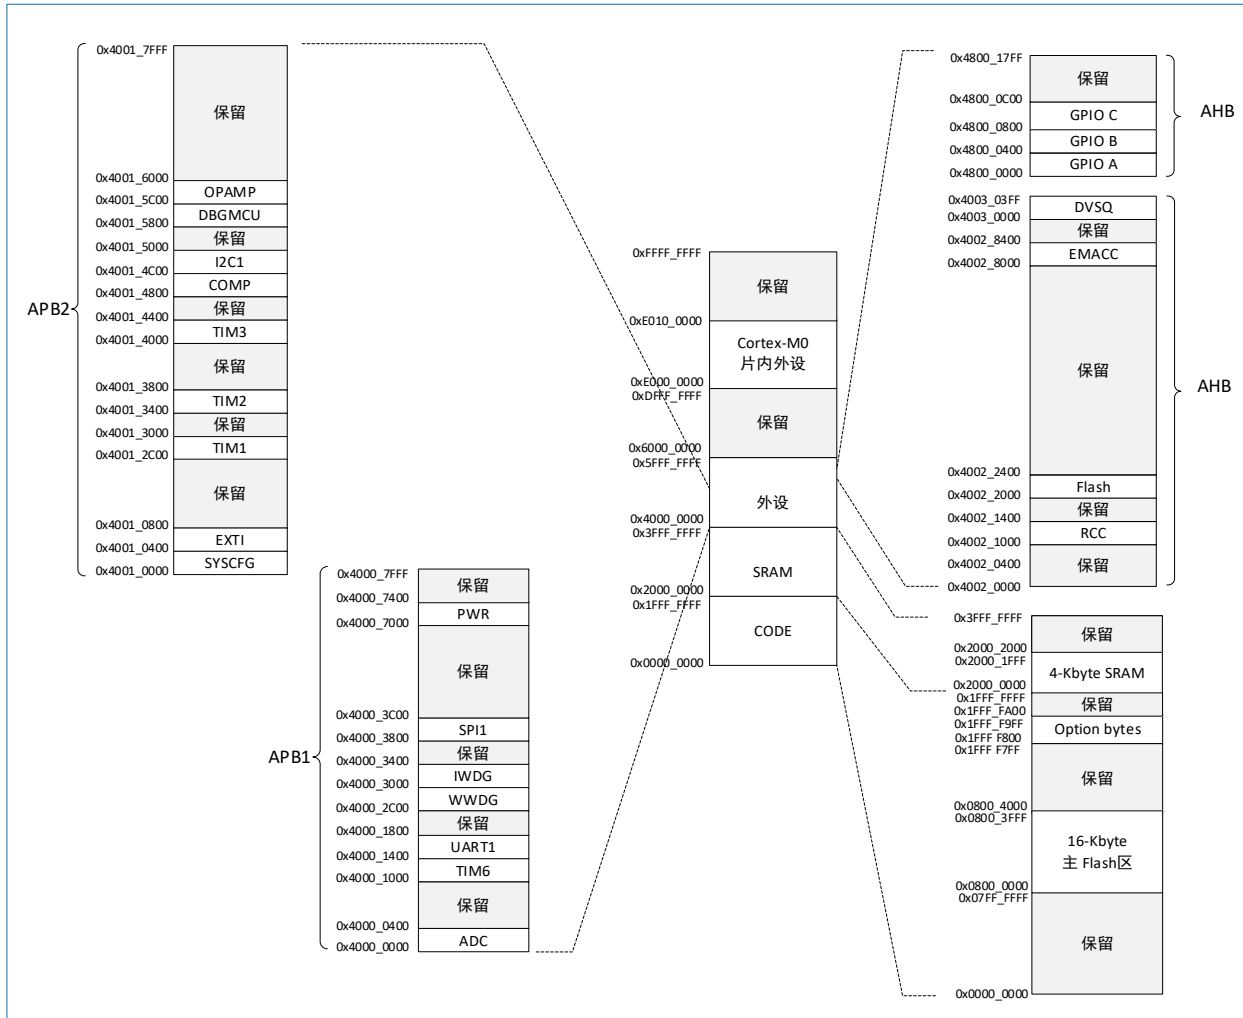 APB2
0x4001_7FFF
保留
0x4001_6000
OPAMP
0x4001_5C00
DBGMCU
0x4001_5800
保留
0x4001_5000
I2C1
0x4001_4C00
COMP
0x4001_4800
保留
0x4001_4400
TIM3
0x4001_4000
保留
0x4001_3800
TIM2
0x4001_3400
保留
0x4001_3000
TIM1
0x4001_2C00
保留
0x4001_0800
EXTI
0x4001_0400
SYSCFG
0x4001_0000
APB1
0x4000_7FFF
保留
0x4000_7400
PWR
0x4000_7000
保留
0x4000_3C00
SPI1
0x4000_3800
保留
0x4000_3400
IWDG
0x4000_3000
WWDG
0x4000_2C00
保留
0x4000_1800
UART1
0x4000_1400
TIM6
0x4000_1000
保留
0x4000_0400
ADC
0x4000_0000
0xFFFF_FFFF
保留
0xE010_0000
Cortex-M0
片内外设
0xE000_0000
0xDFFF_FFFF
保留
0x6000_0000
0x5FFF_FFFF
外设
0x4000_0000
0x3FFF_FFFF
SRAM
0x2000_0000
0x1FFF_FFFF
CODE
0x0000_0000
0x4800_17FF
保留
0x4800_0C00
GPIO C
0x4800_0800
GPIO B
0x4800_0400
GPIO A
0x4800_0000
AHB
0x4003_03FF
DVSQ
0x4003_0000
保留
0x4002_8400
EMACC
0x4002_8000
保留
0x4002_2400
Flash
0x4002_2000
保留
0x4002_1400
RCC
0x4002_1000
0x4002_0400
保留
0x4002_0000
AHB
0x3FFF_FFFF
保留
0x2000_2000
0x2000_1FFF
4-Kbyte SRAM
0x2000_0000
0x1FFF_FFFF
保留
0x1FFF_FA00
0x1FFF_F9FF
Option bytes
0x1FFF F800
0x1FFF F7FF
保留
0x0800_4000
0x0800_3FFF
16-Kbyte
主 Flash区
0x0800_0000
0x07FF_FFFF
保留
0x0000_0000